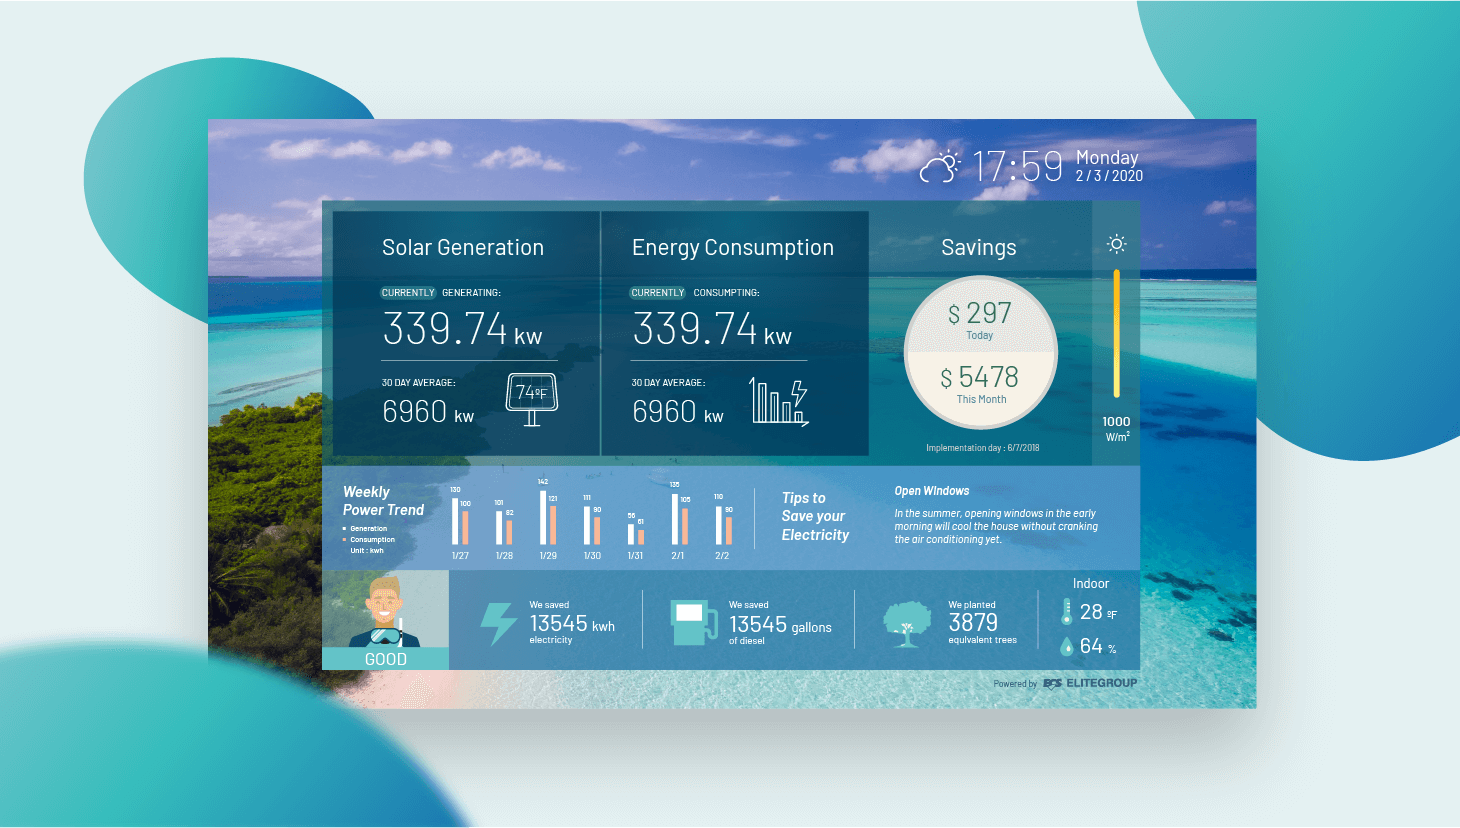 17:59 Monday
2 / 3 / 2020
Solar Generation
CURRENTLY GENERATING:
339.74 kw
30 DAY AVERAGE:
6960 kw
74ºF
Energy Consumption
CURRENTLY CONSUMPTING:
339.74 kw
30 DAY AVERAGE:
6960 kw
Savings
$ 297
Today
$ 5478
This Month
Implementation day : 6/7/2018
1000
W/m²
Weekly
Power Trend
Generation
Consumption
Unit : kwh
130 100 101 82 142 121 111 90 56 61 135 105 110 90
1/27 1/28 1/29 1/30 1/31 2/1 2/2
Tips to
Save your
Electricity
Open Windows
In the summer, opening windows in the early
morning will cool the house without cranking
the air conditioning yet.
GOOD
We saved
13545 kwh
electricity
We saved
13545 gallons
of diesel
We planted
3879
equlvalent trees
Indoor
28 ºF
64 %
Powered by ECS ELITEGROUP